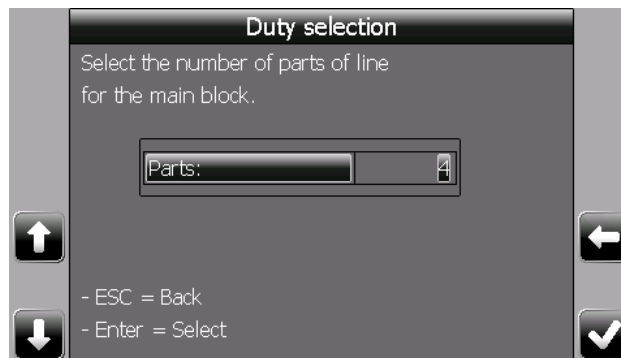 Duty selection
Select the number of parts of line
for the main block.
Parts: 4
- ESC = Back
- Enter = Select